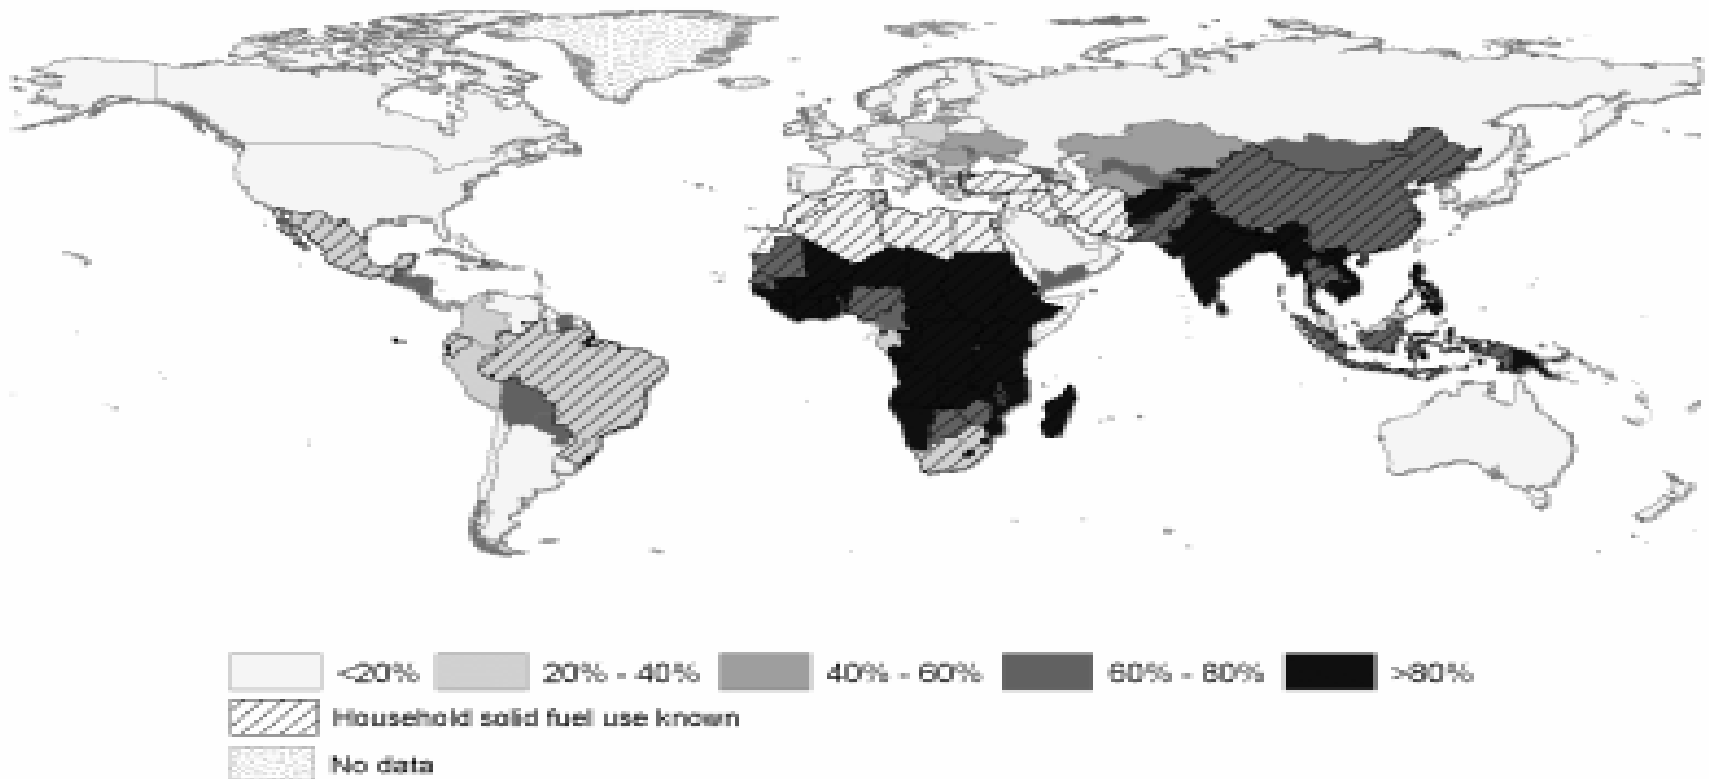 <20% 20% - 40% 40% - 60% 60% - 80% >80%
Household solid fuel use known
No data